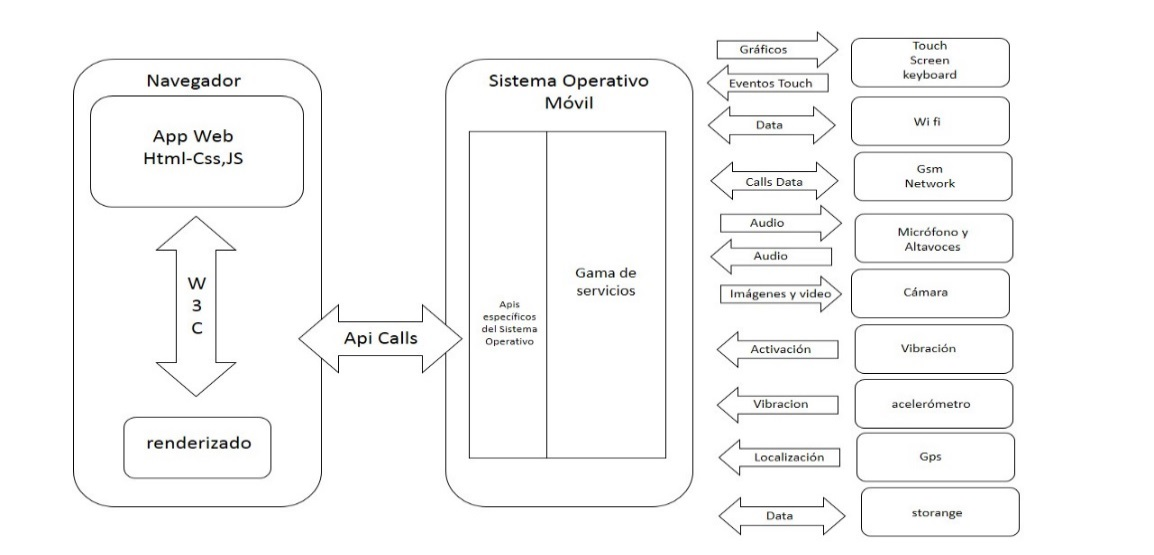 Navegador
App Web
Html-Css,JS
W
3
C
renderizado
Api Calls
Sistema Operativo
Móvil
Apis
específicos
del Sistema
Operativo
Gama de
servicios
Gráficos
Eventos Touch
Touch
Screen
keyboard
Data
Wi fi
Calls Data
Gsm
Network
Audio
Audio
Micrófono y
Altavoces
Imágenes y video
Cámara
Activación
Vibración
Vibracion
acelerómetro
Localización
Gps
Data
storange